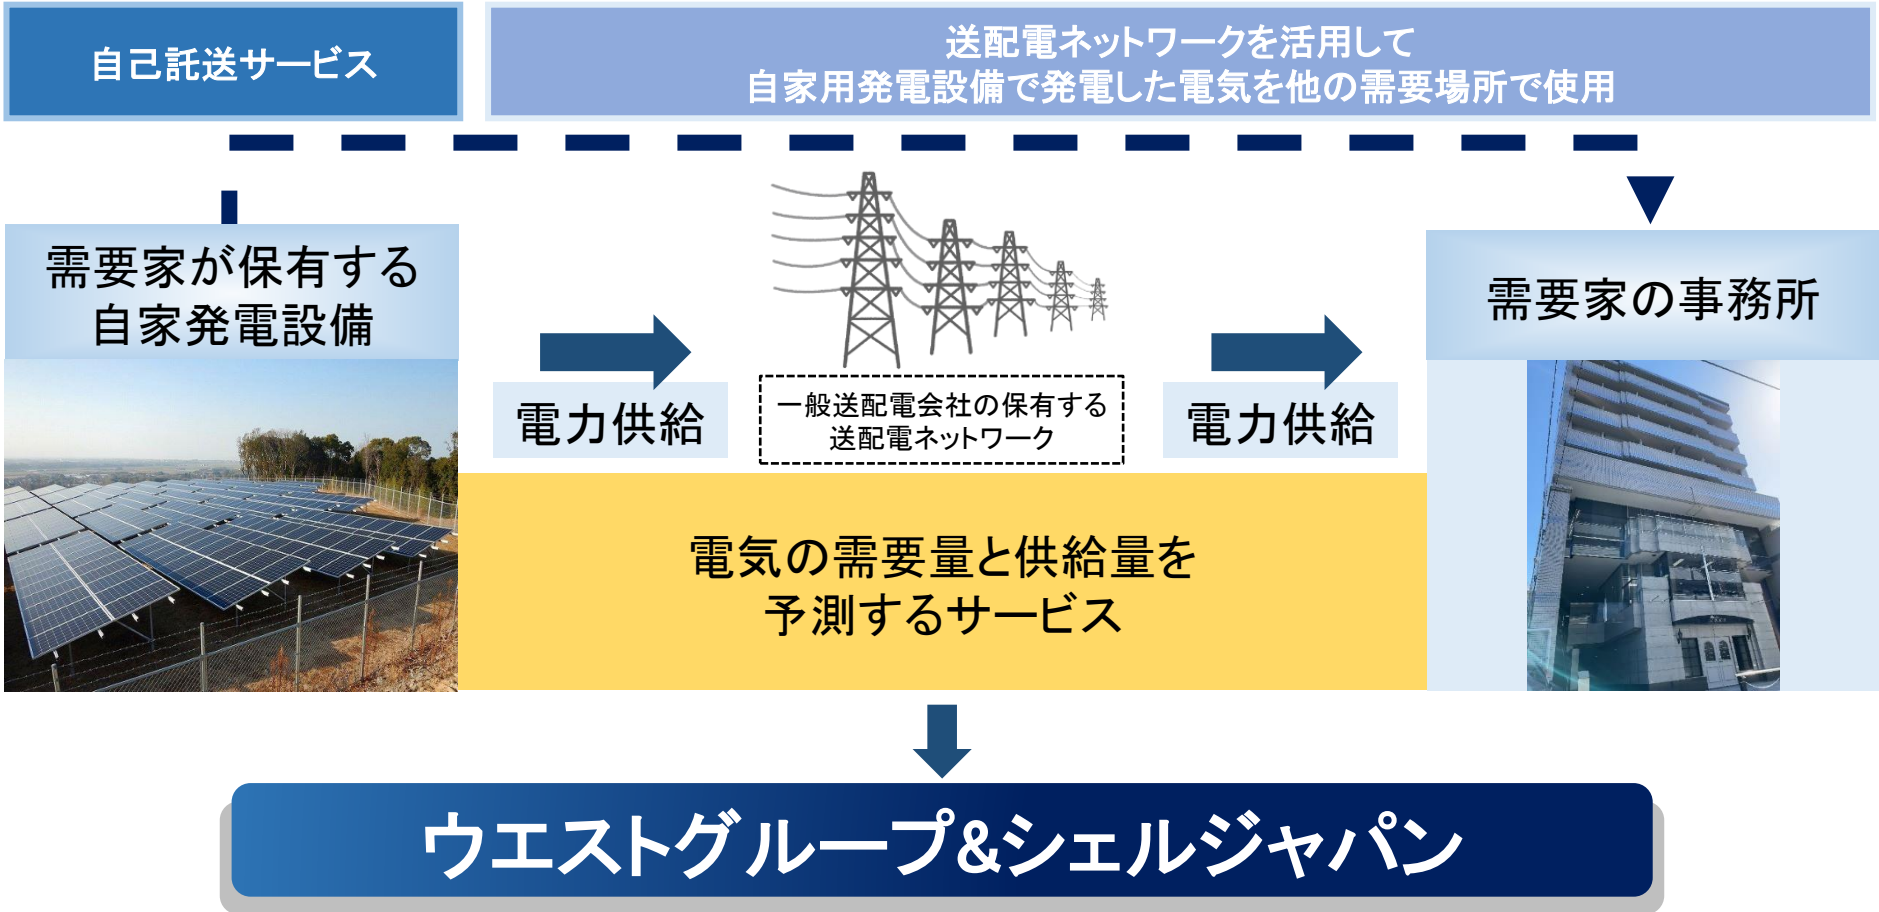 自己託送サービス
送配電ネットワークを活用して
自家用発電設備で発電した電気を他の需要場所で使用
需要家が保有する
自家発電設備
電力供給
一般送配電会社の保有する
送配電ネットワーク
電力供給
需要家の事務所
電気の需要量と供給量を
予測するサービス
ウエストグループ&シェルジャパン